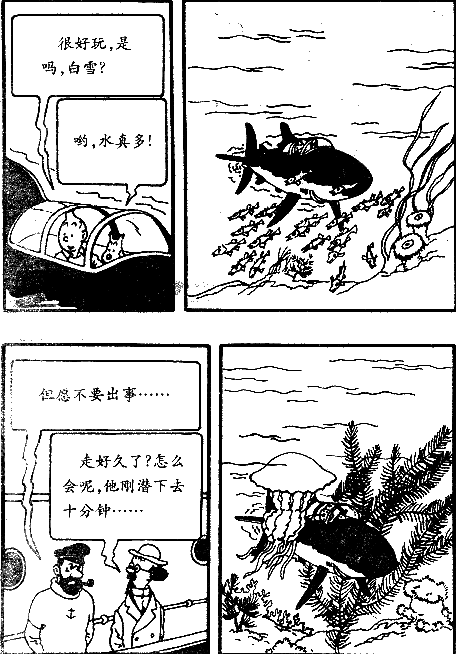 很好玩,是
吗,白雪?
哟,水真多!
但愿不要出事……
走好久了?怎么
会呢,他刚潜下去
十分钟……